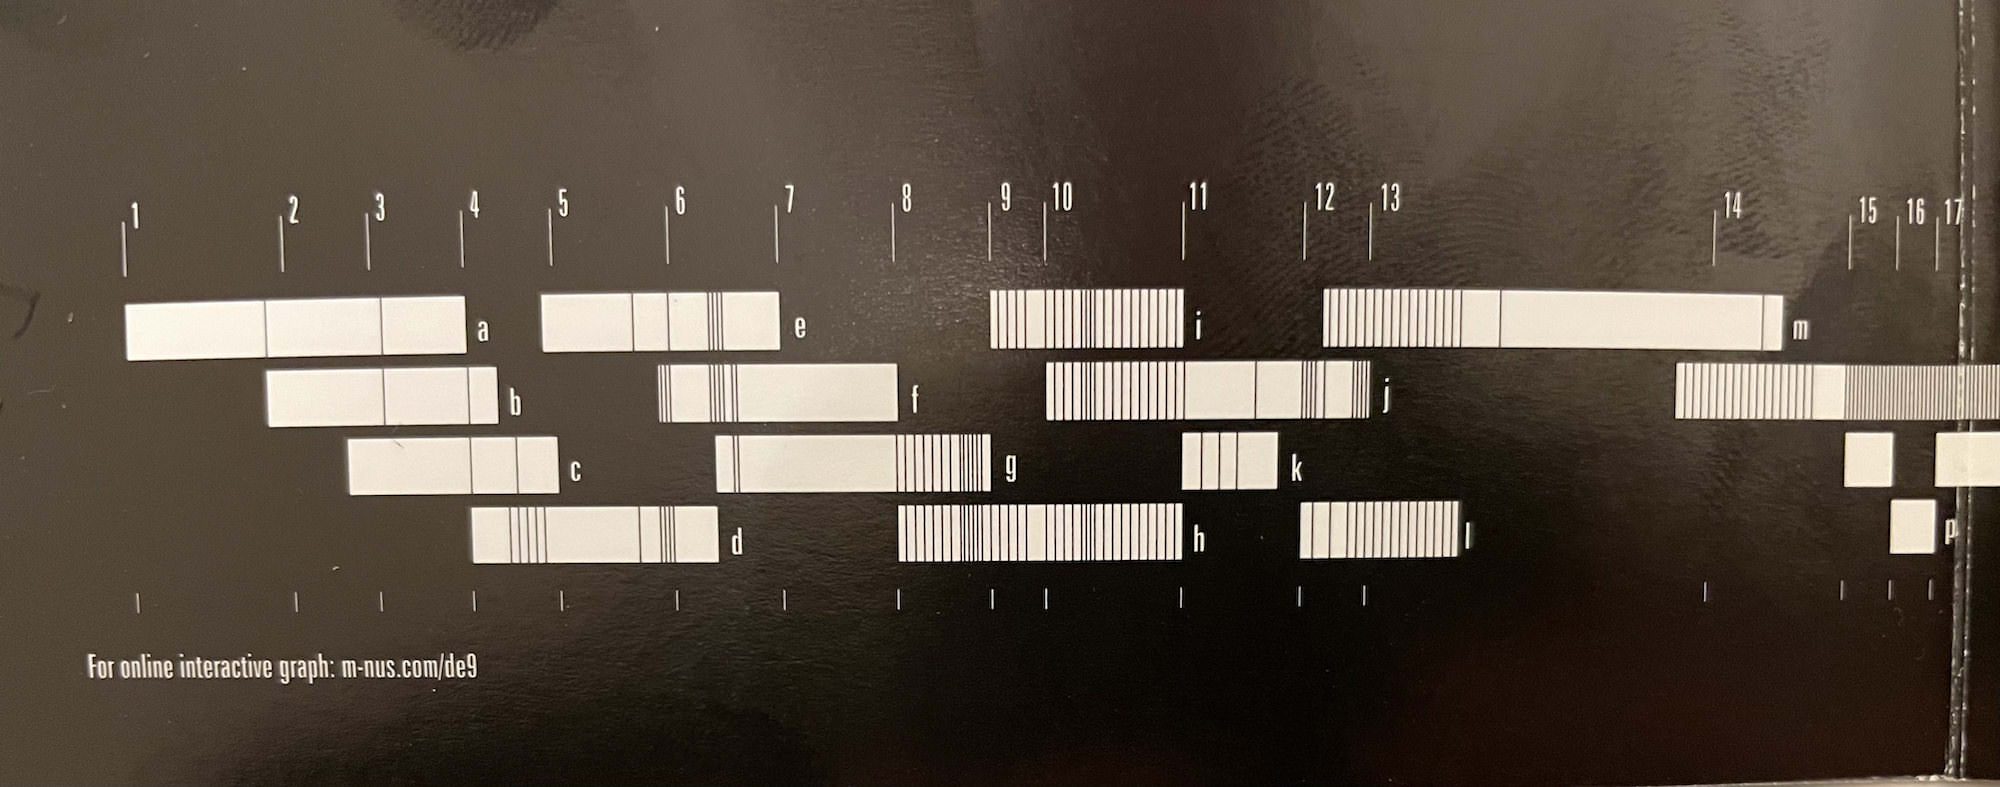 1 2 3 4 5 6 7 8 9 10 11 12 13 14 15 16 17
a e i m
b f j
c g k
d h l p
For online interactive graph: m-nus.com/de9